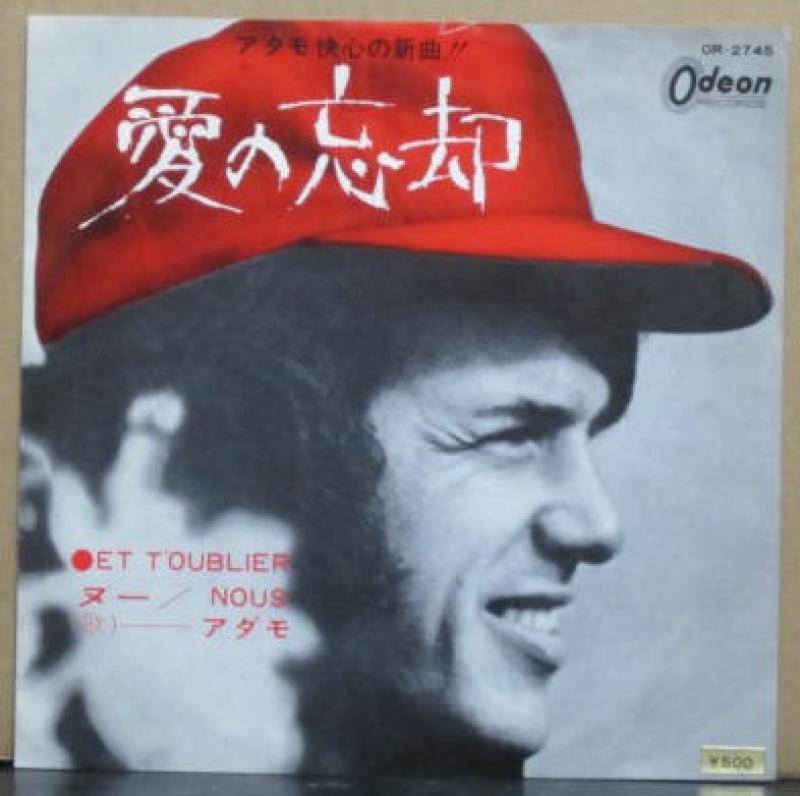 アダモ 快心の新曲!!
OR-2745
Odeon
愛の忘却
●ET T'OUBLIER
ヌー/NOUS
(歌)——アダモ
¥500